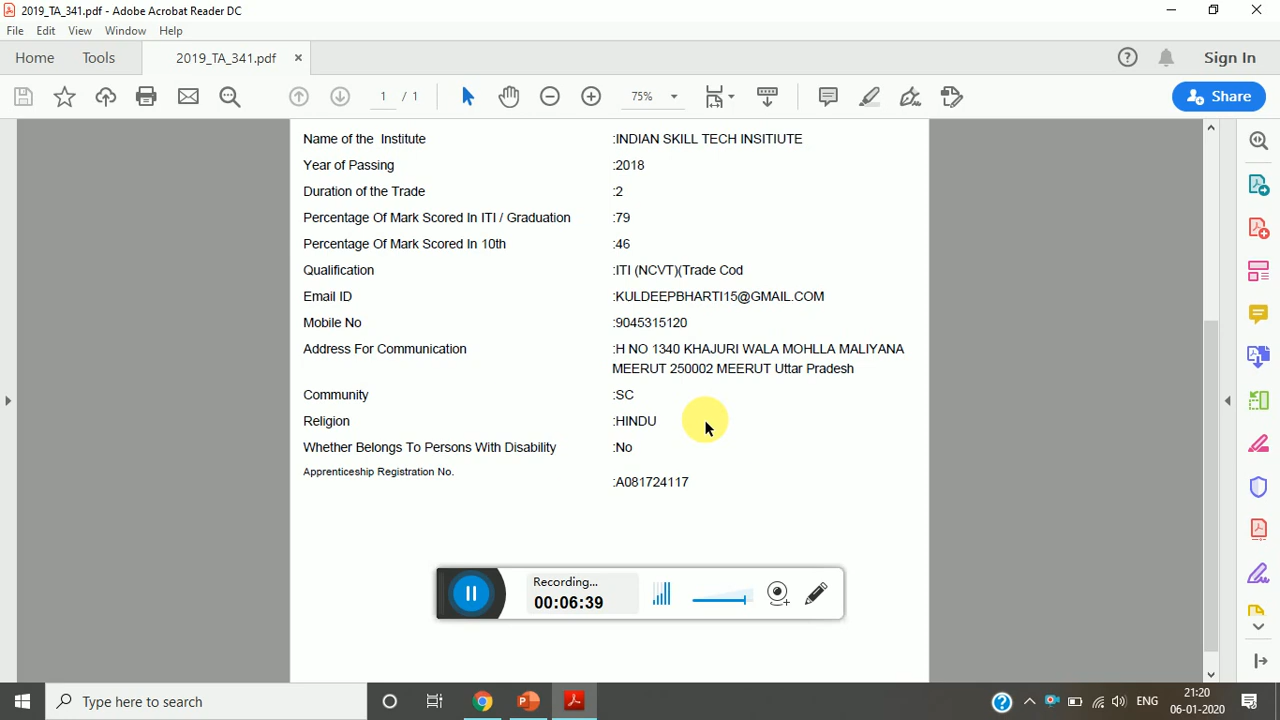 2019_TA_341.pdf - Adobe Acrobat Reader DC
File Edit View Window Help
Home Tools 2019_TA_341.pdf × Sign In
1 / 1 75% Share
Name of the Institute :INDIAN SKILL TECH INSITIUTE
Year of Passing :2018
Duration of the Trade :2
Percentage Of Mark Scored In ITI / Graduation :79
Percentage Of Mark Scored In 10th :46
Qualification :ITI (NCVT)(Trade Cod
Email ID :KULDEEPBHARTI15@GMAIL.COM
Mobile No :9045315120
Address For Communication :H NO 1340 KHAJURI WALA MOHLLA MALIYANA
MEERUT 250002 MEERUT Uttar Pradesh
Community :SC
Religion :HINDU
Whether Belongs To Persons With Disability :No
Apprenticeship Registration No.
:A081724117
Recording...
00:06:39
Type here to search
ENG
21:20
06-01-2020